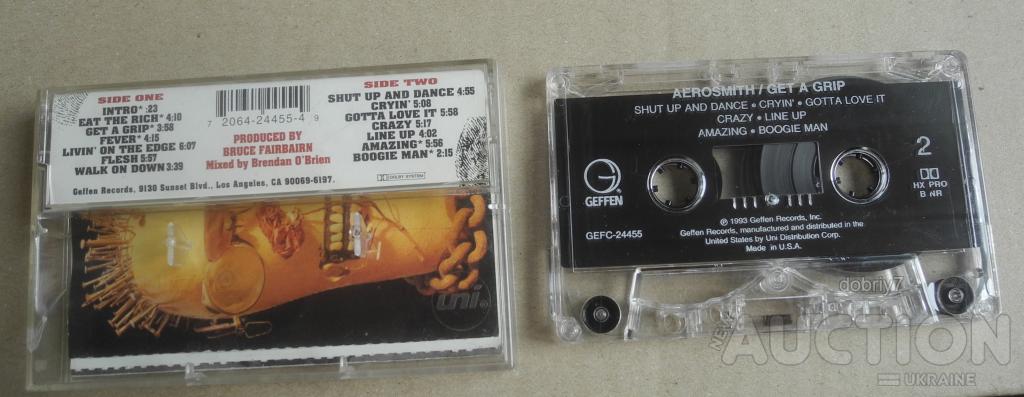 SIDE ONE
INTRO* :23
EAT THE RICH* 4:10
GET A GRIP* 3:58
FEVER* 4:15
LIVIN' ON THE EDGE 6:07
FLESH 5:57
WALK ON DOWN 3:39
7 2064-24455-4 9
PRODUCED BY
BRUCE FAIRBAIRN
Mixed by Brendan O'Brien
SIDE TWO
SHUT UP AND DANCE 4:55
CRYIN' 5:08
GOTTA LOVE IT 5:58
CRAZY 5:17
LINE UP 4:02
AMAZING* 5:56
BOOGIE MAN* 2:15
DOLBY SYSTEM
Geffen Records, 9130 Sunset Blvd., Los Angeles, CA 90069-6197.
uni
AEROSMITH / GET A GRIP
SHUT UP AND DANCE • CRYIN' • GOTTA LOVE IT
CRAZY • LINE UP
AMAZING • BOOGIE MAN
G®
GEFFEN
2
HX PRO
B NR
℗ 1993 Geffen Records, Inc.
GEFC-24455
Geffen Records, manufactured and distributed in the
United States by Uni Distribution Corp.
Made in U.S.A.
dobriy7
NEW
AUCTION
UKRAINE